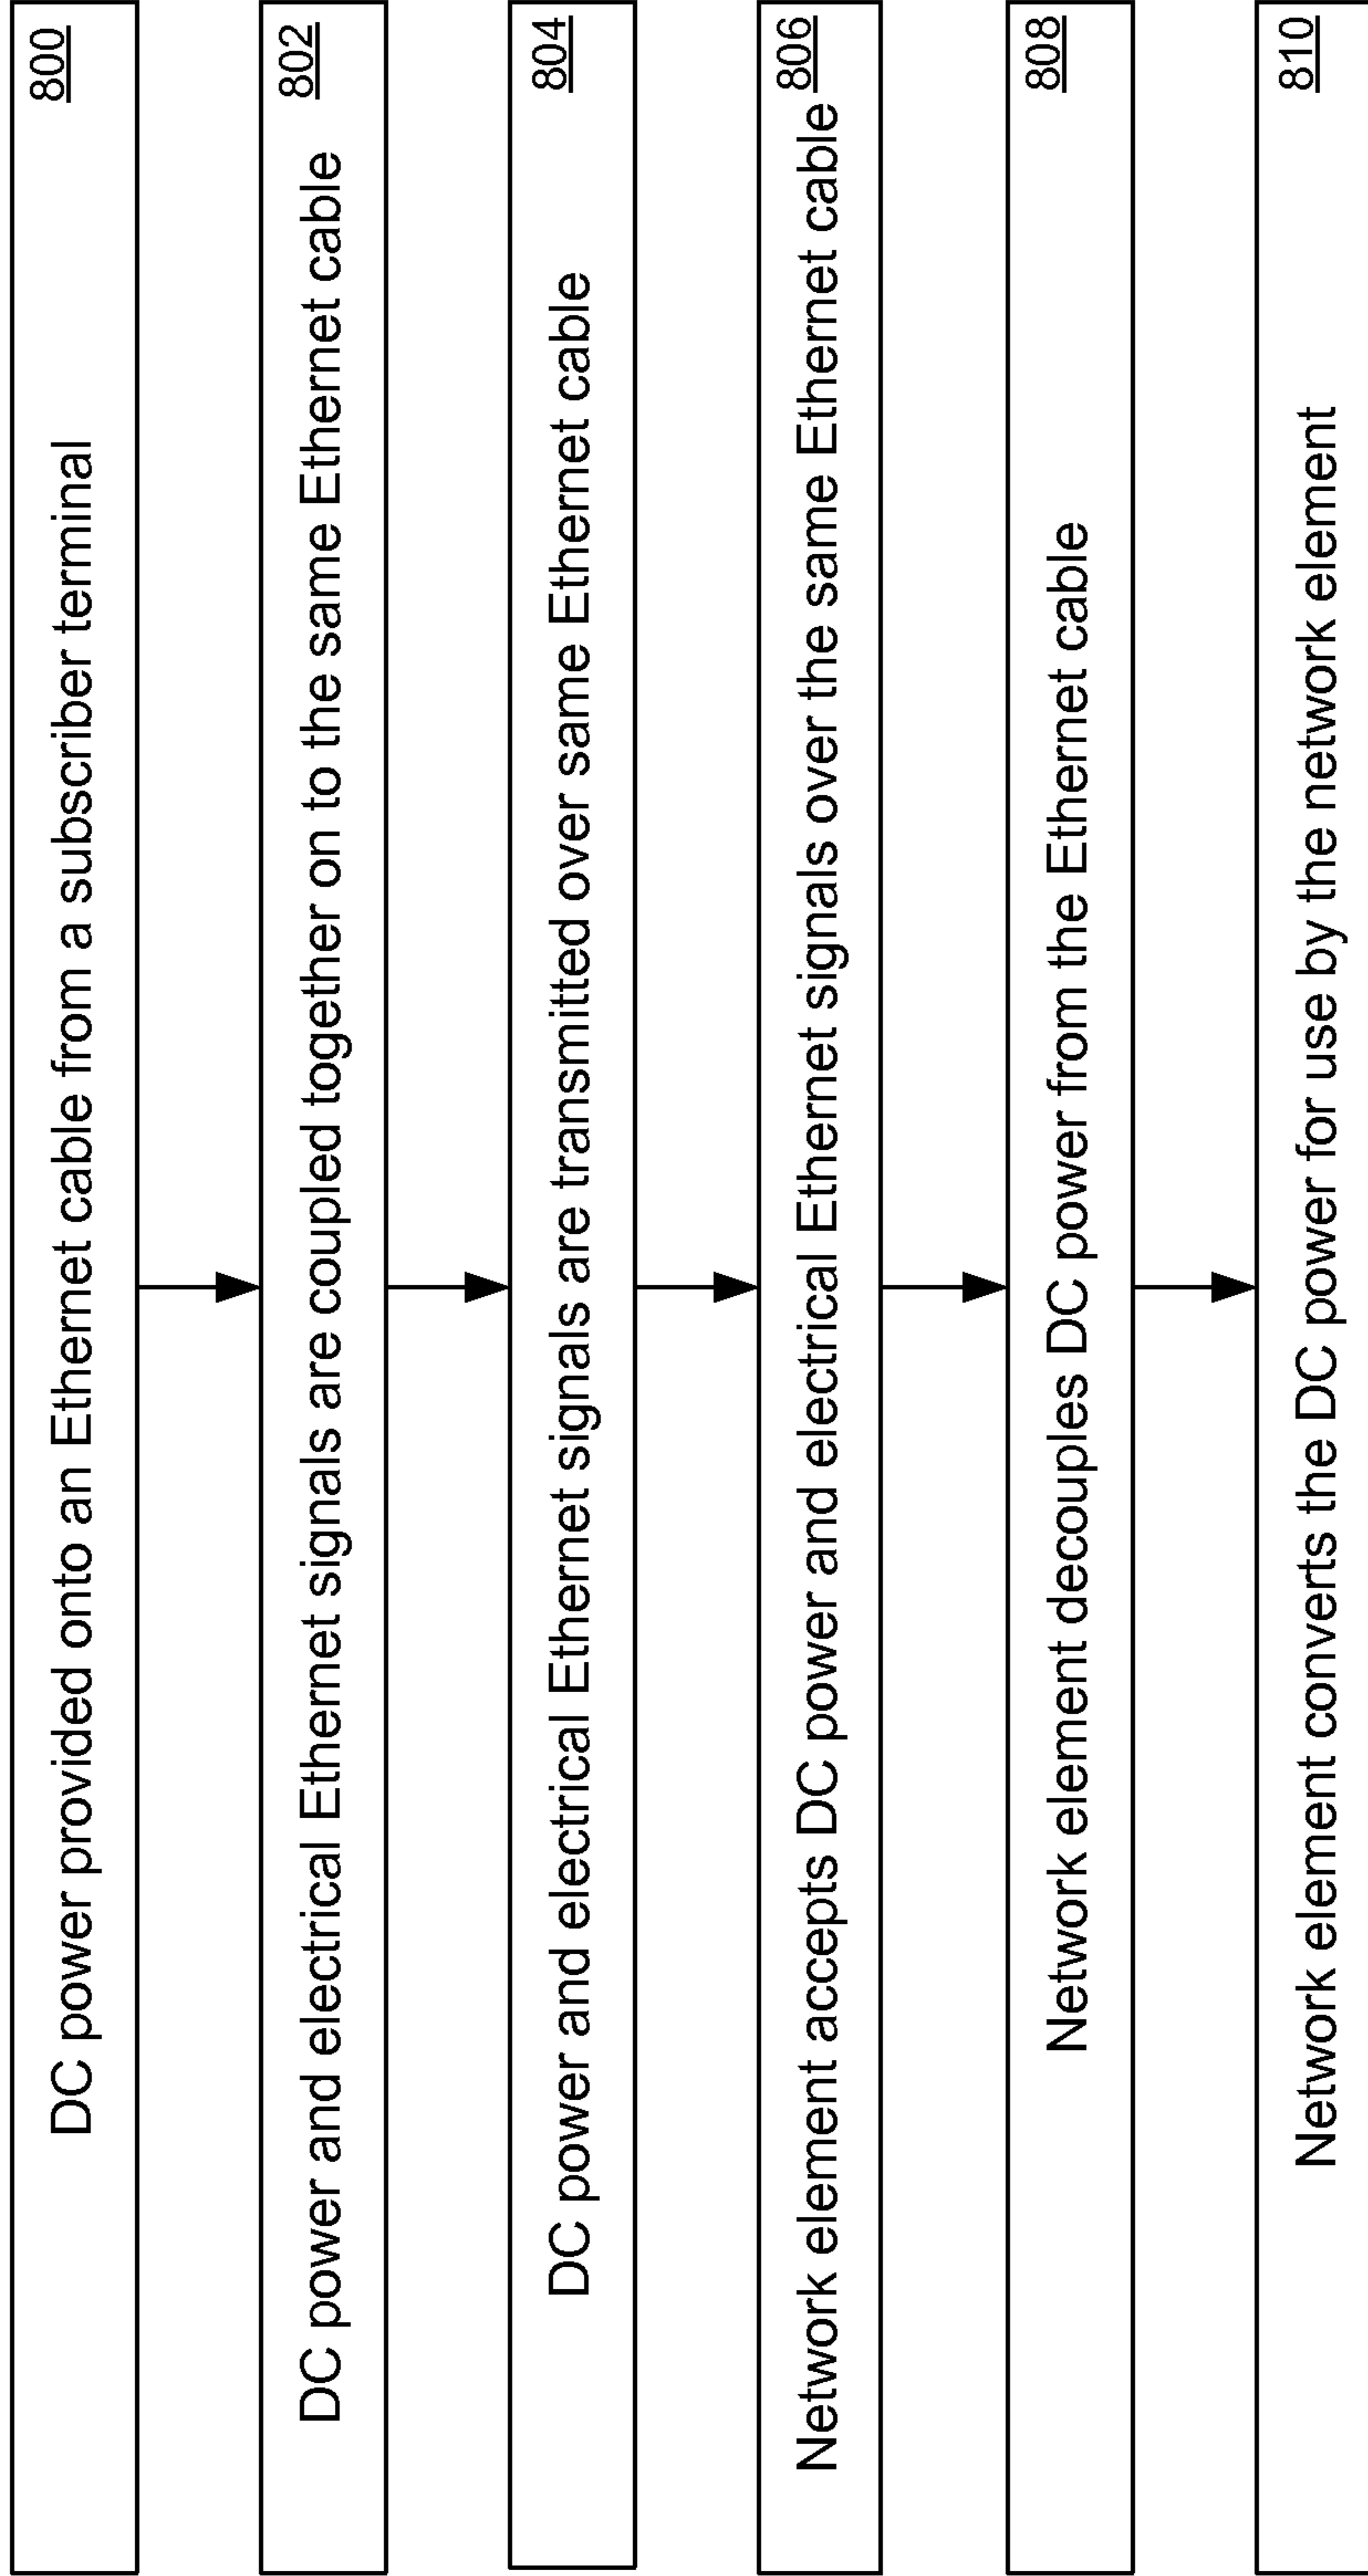 800
DC power provided onto an Ethernet cable from a subscriber terminal
802
DC power and electrical Ethernet signals are coupled together on to the same Ethernet cable
804
DC power and electrical Ethernet signals are transmitted over same Ethernet cable
806
Network element accepts DC power and electrical Ethernet signals over the same Ethernet cable
808
Network element decouples DC power from the Ethernet cable
810
Network element converts the DC power for use by the network element